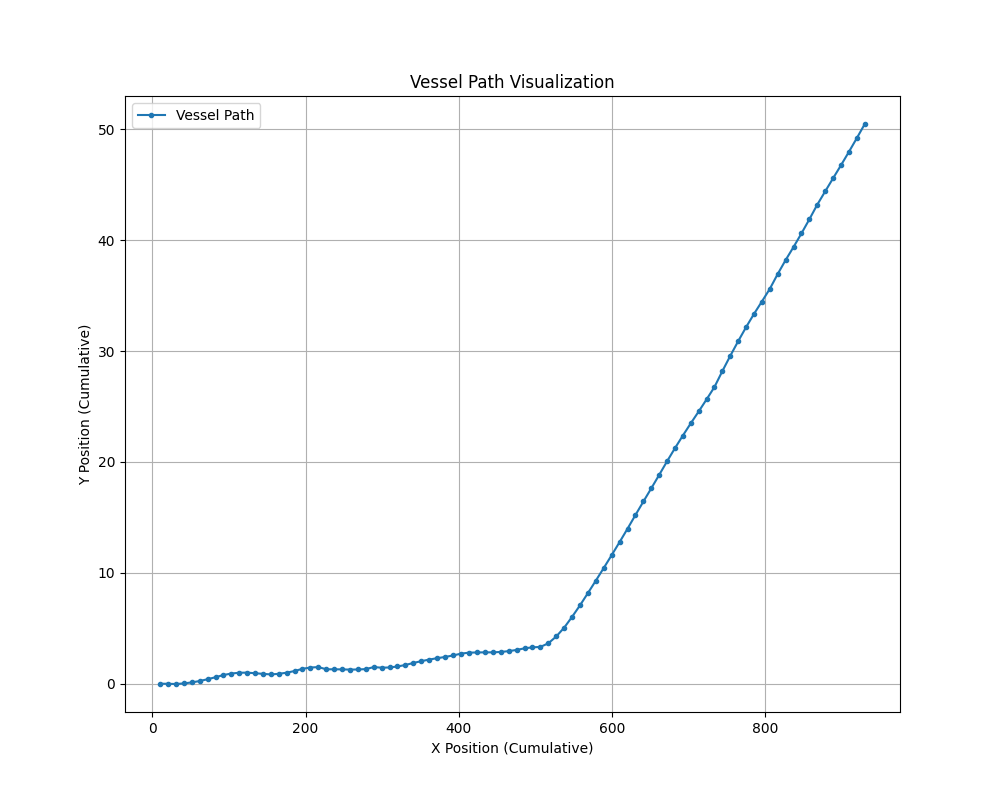 Vessel Path Visualization
Vessel Path
Y Position (Cumulative)
50
40
30
20
10
0
0 200 400 600 800
X Position (Cumulative)